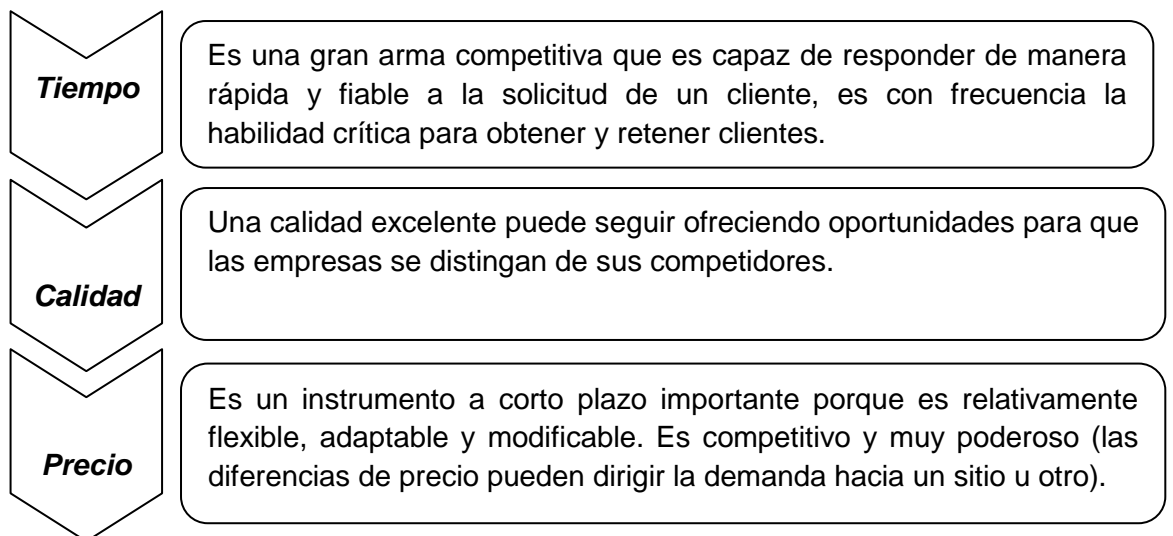 Tiempo
Es una gran arma competitiva que es capaz de responder de manera
rápida y fiable a la solicitud de un cliente, es con frecuencia la
habilidad crítica para obtener y retener clientes.
Calidad
Una calidad excelente puede seguir ofreciendo oportunidades para que
las empresas se distingan de sus competidores.
Precio
Es un instrumento a corto plazo importante porque es relativamente
flexible, adaptable y modificable. Es competitivo y muy poderoso (las
diferencias de precio pueden dirigir la demanda hacia un sitio u otro).